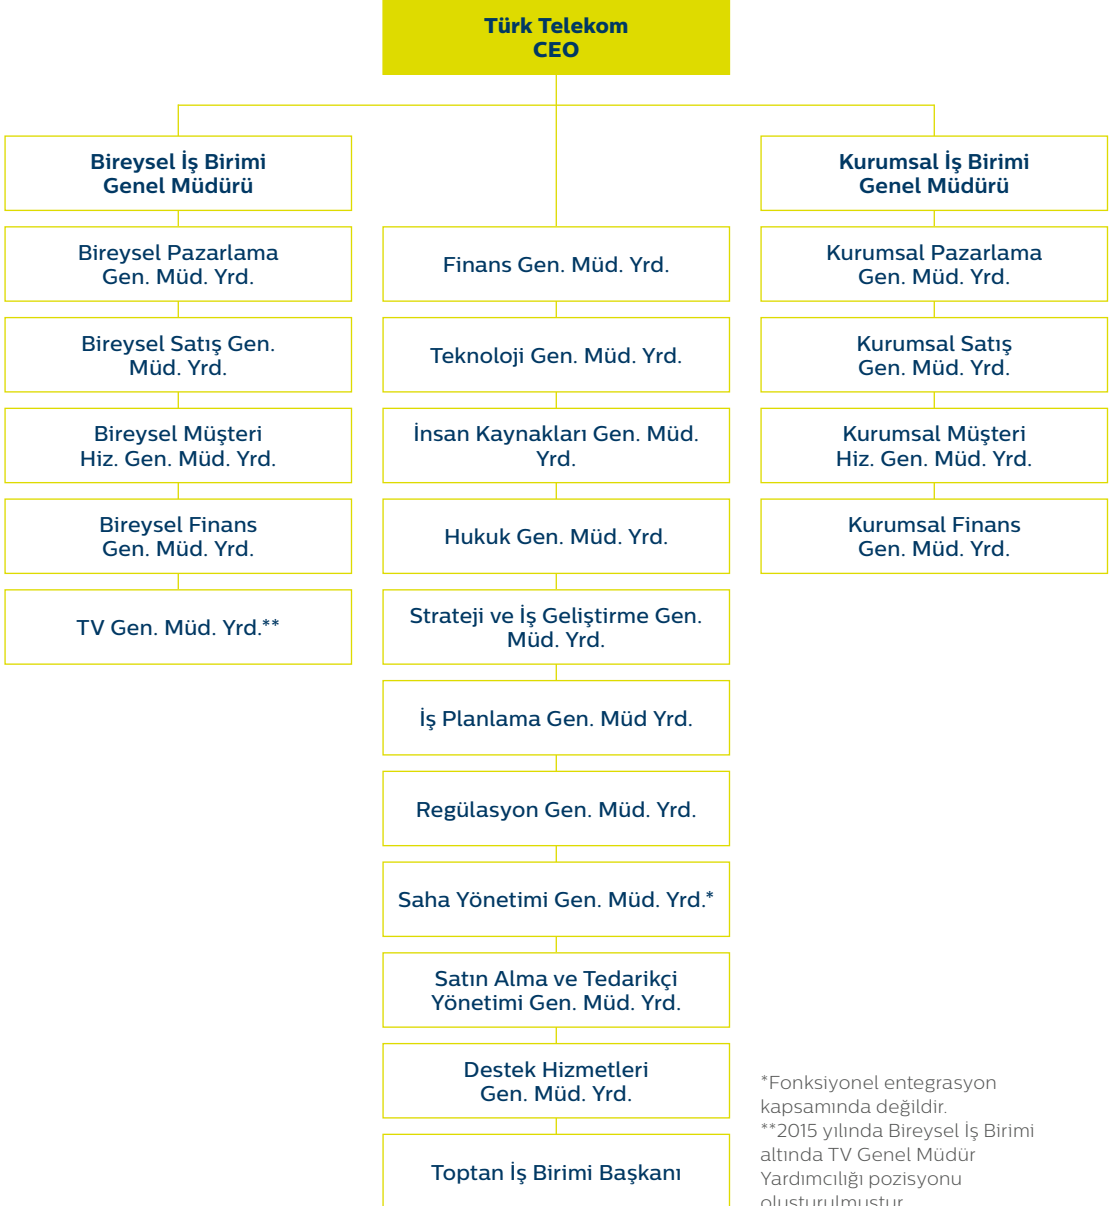 Türk Telekom
CEO
Bireysel İş Birimi
Genel Müdürü
Bireysel Pazarlama
Gen. Müd. Yrd.
Bireysel Satış Gen.
Müd. Yrd.
Bireysel Müşteri
Hiz. Gen. Müd. Yrd.
Bireysel Finans
Gen. Müd. Yrd.
TV Gen. Müd. Yrd.**
Finans Gen. Müd. Yrd.
Teknoloji Gen. Müd. Yrd.
İnsan Kaynakları Gen. Müd.
Yrd.
Hukuk Gen. Müd. Yrd.
Strateji ve İş Geliştirme Gen.
Müd. Yrd.
İş Planlama Gen. Müd Yrd.
Regülasyon Gen. Müd. Yrd.
Saha Yönetimi Gen. Müd. Yrd.*
Satın Alma ve Tedarikçi
Yönetimi Gen. Müd. Yrd.
Destek Hizmetleri
Gen. Müd. Yrd.
Toptan İş Birimi Başkanı
Kurumsal İş Birimi
Genel Müdürü
Kurumsal Pazarlama
Gen. Müd. Yrd.
Kurumsal Satış
Gen. Müd. Yrd.
Kurumsal Müşteri
Hiz. Gen. Müd. Yrd.
Kurumsal Finans
Gen. Müd. Yrd.
*Fonksiyonel entegrasyon
kapsamında değildir.
**2015 yılında Bireysel İş Birimi
altında TV Genel Müdür
Yardımcılığı pozisyonu
oluşturulmuştur.